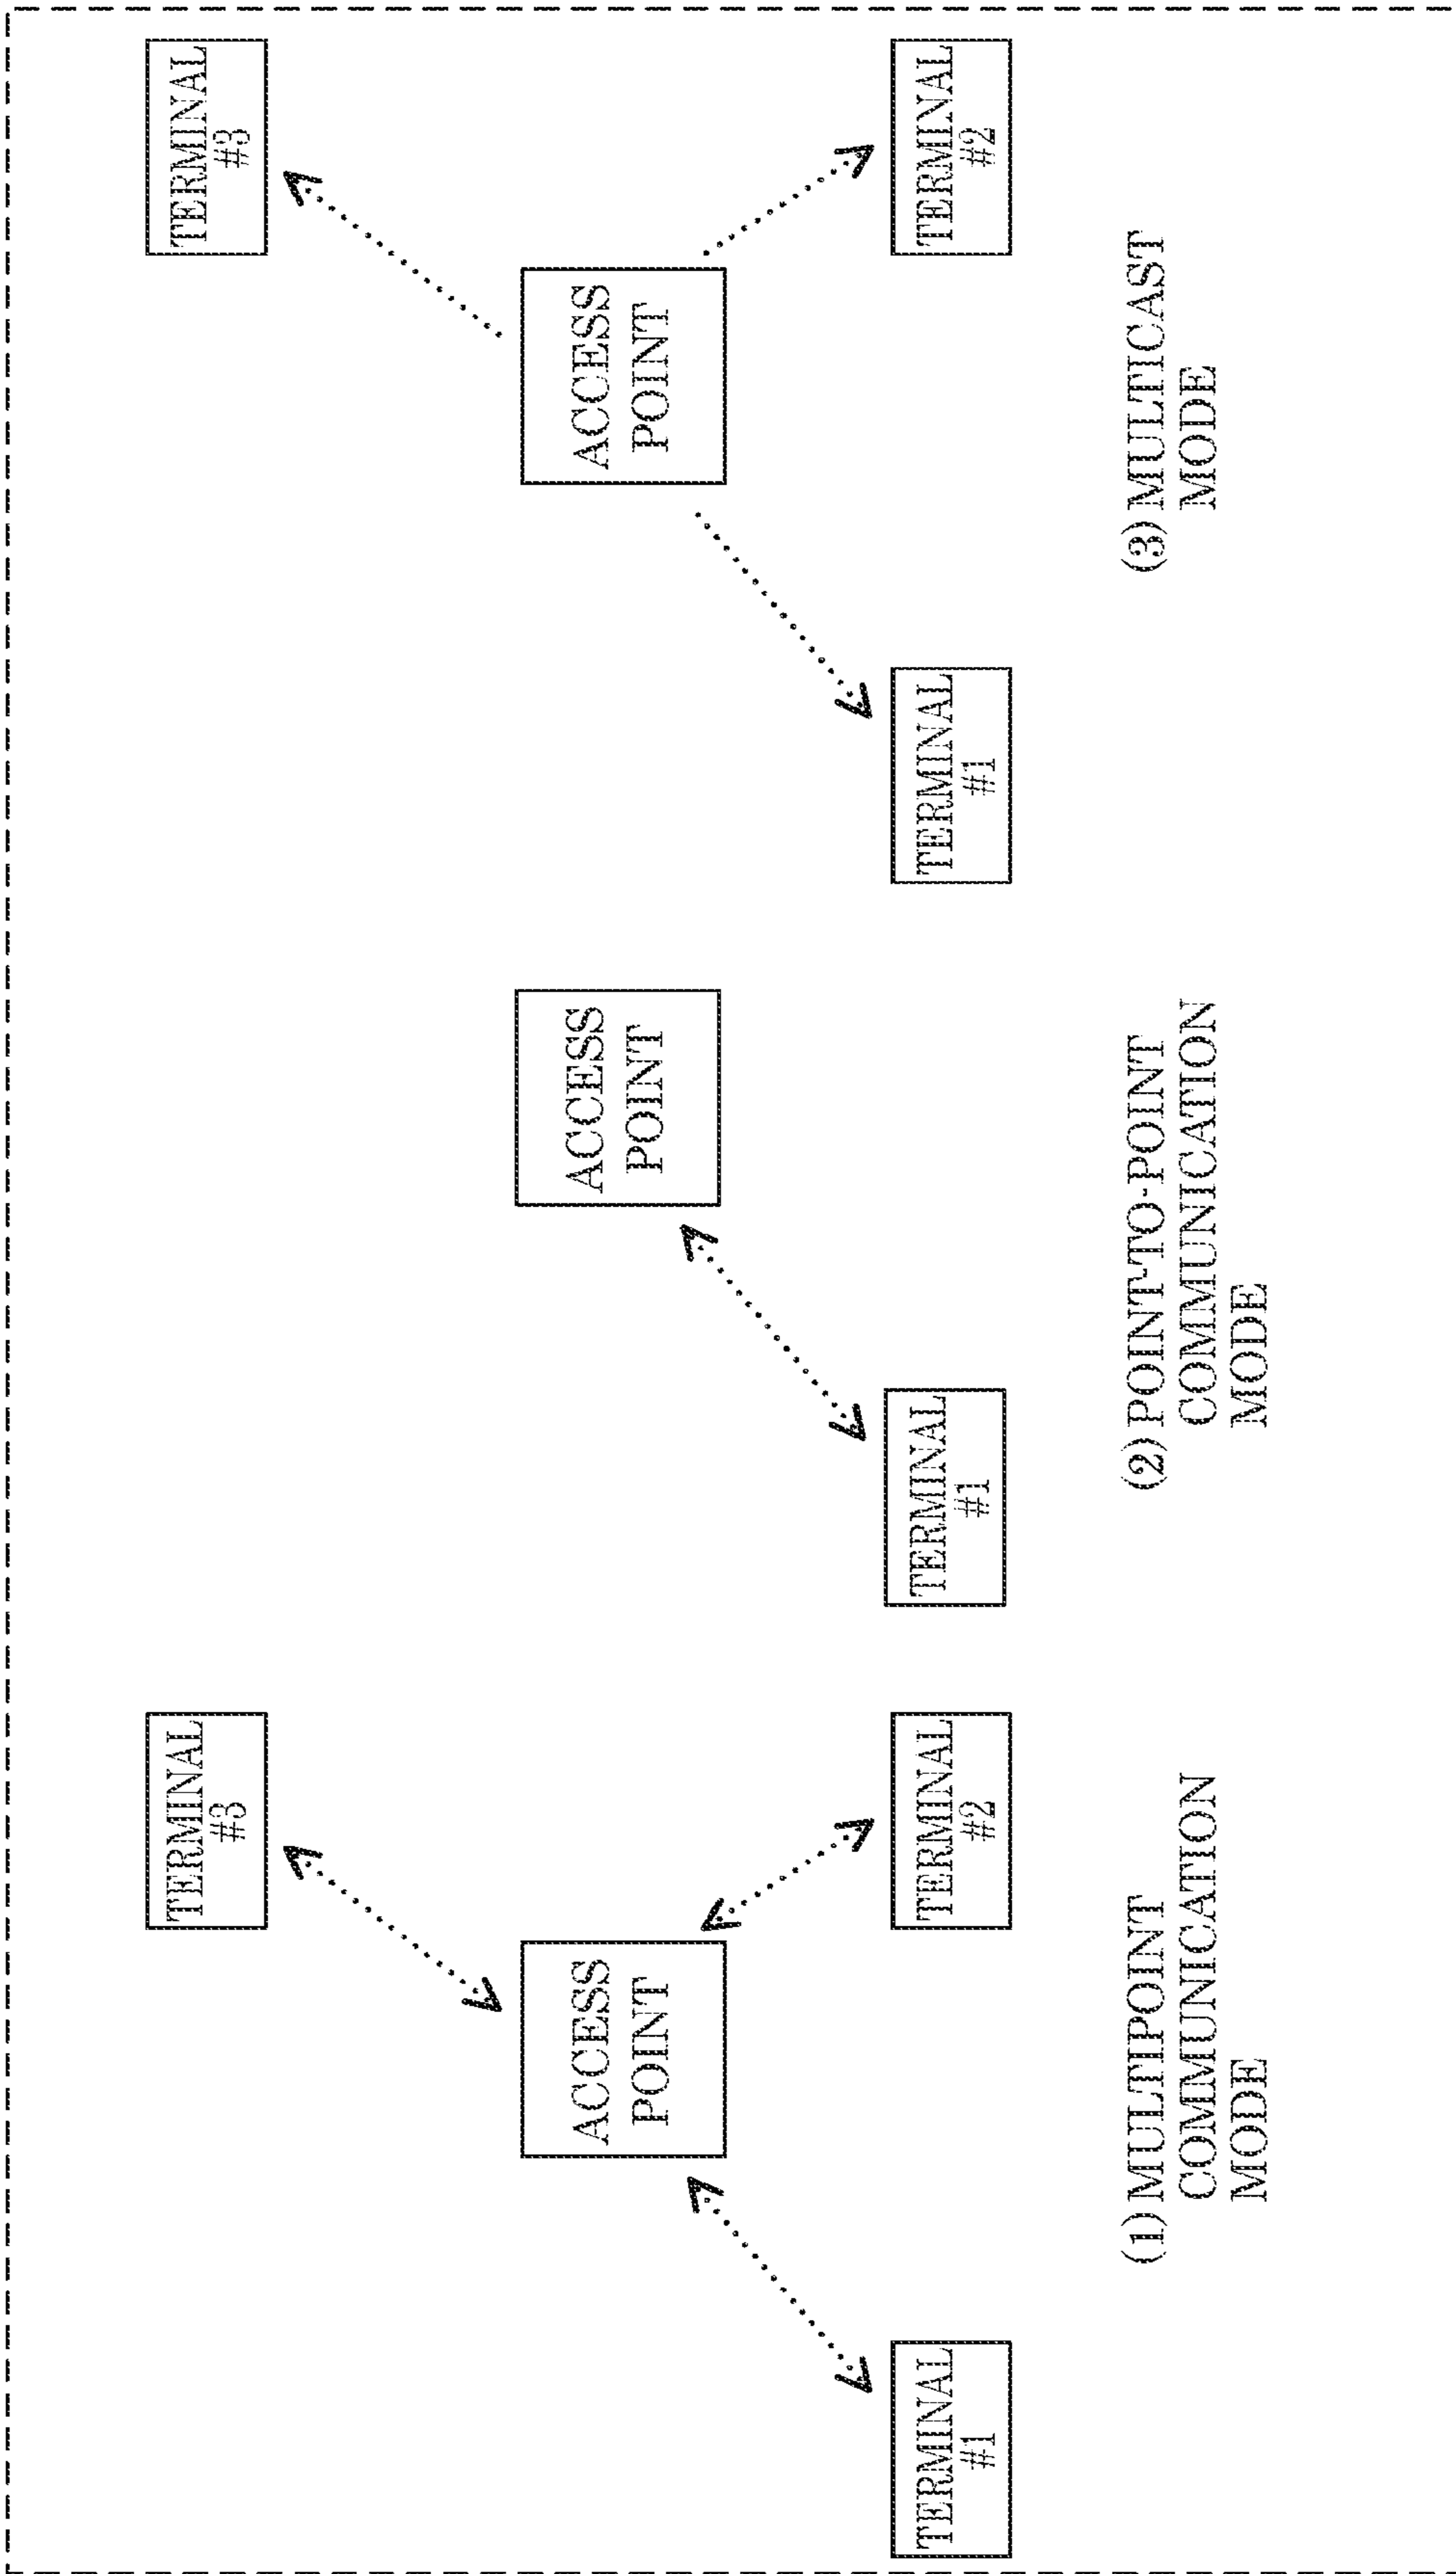 TERMINAL
#3
ACCESS
POINT
TERMINAL
#1
TERMINAL
#2
(1) MULTIPOINT
COMMUNICATION
MODE
ACCESS
POINT
TERMINAL
#1
(2) POINT-TO-POINT
COMMUNICATION
MODE
TERMINAL
#3
ACCESS
POINT
TERMINAL
#1
TERMINAL
#2
(3) MULTICAST
MODE